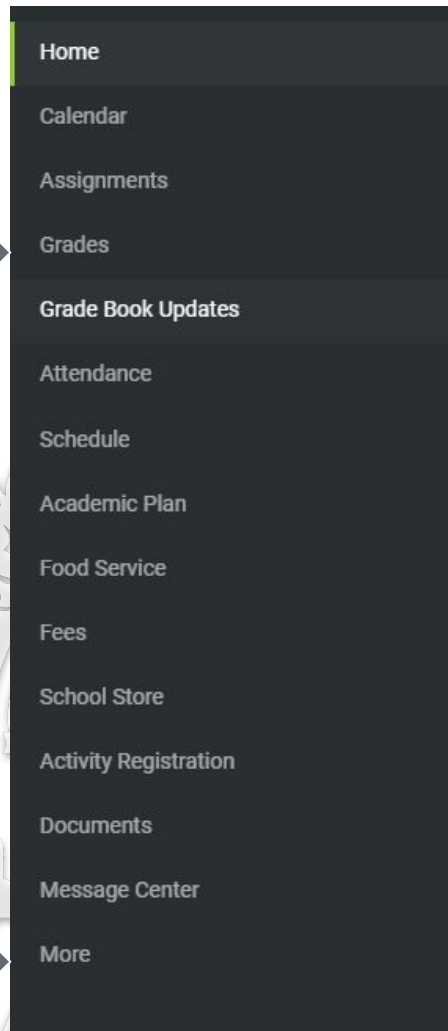 Home
Calendar
Assignments
Grades
Grade Book Updates
Attendance
Schedule
Academic Plan
Food Service
Fees
School Store
Activity Registration
Documents
Message Center
More